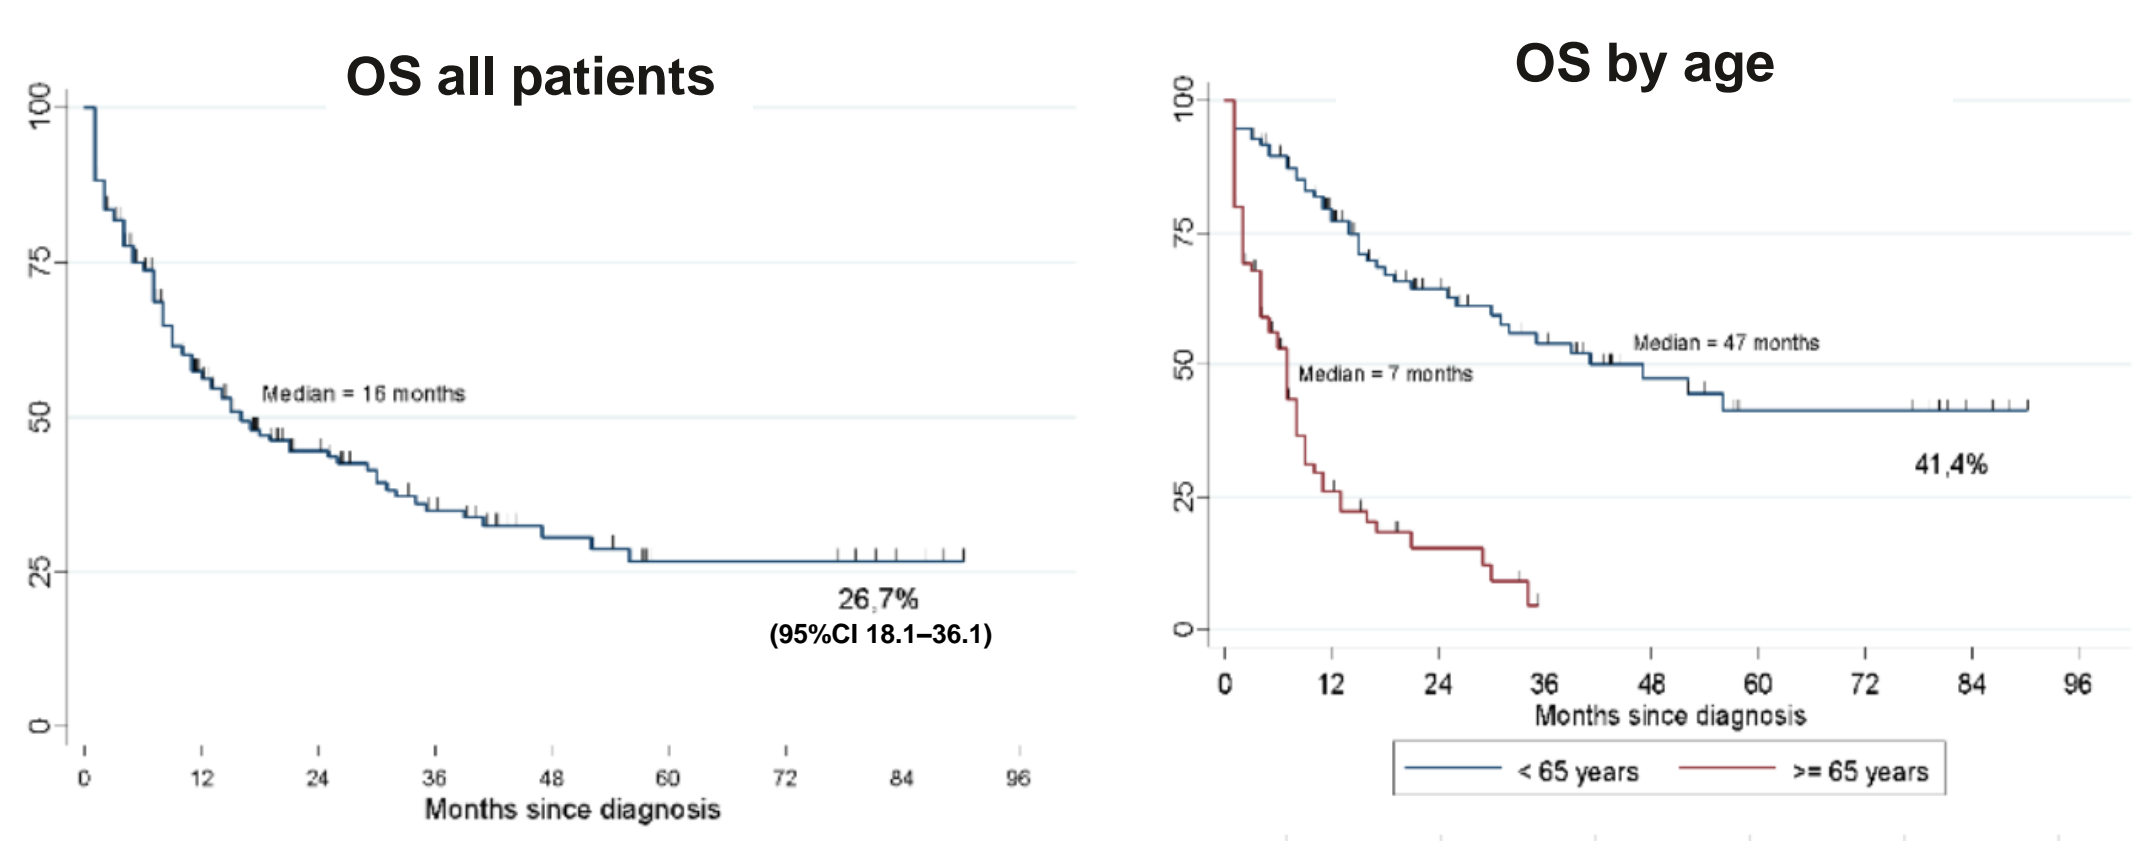 OS all patients
100
75
50
25
0
Median = 16 months
26,7%
(95%CI 18.1–36.1)
0 12 24 36 48 60 72 84 96
Months since diagnosis
OS by age
100
75
50
25
0
Median = 47 months
Median = 7 months
41,4%
0 12 24 36 48 60 72 84 96
Months since diagnosis
< 65 years >= 65 years